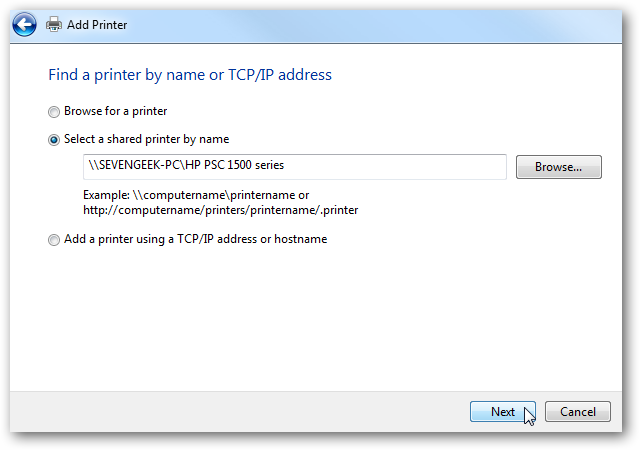 Add Printer
Find a printer by name or TCP/IP address
Browse for a printer
Select a shared printer by name
\\SEVENGEEK-PC\HP PSC 1500 series
Browse...
Example: \\computername\printername or
http://computername/printers/printername/.printer
Add a printer using a TCP/IP address or hostname
Next
Cancel